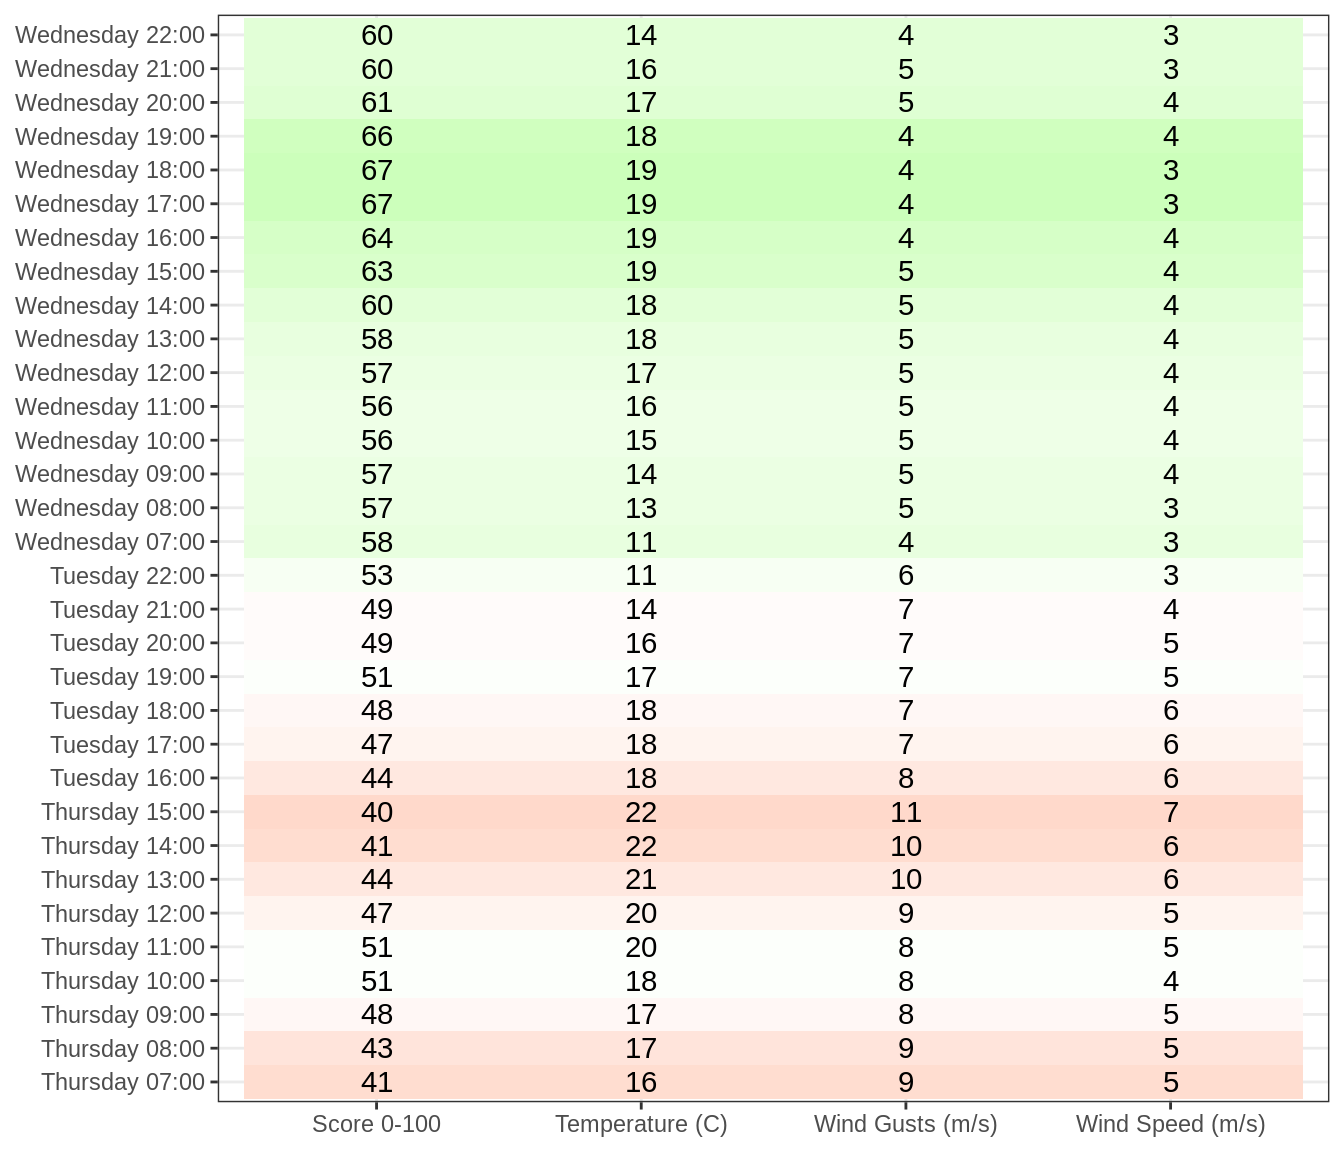 Wednesday 22:00 60 14 4 3
Wednesday 21:00 60 16 5 3
Wednesday 20:00 61 17 5 4
Wednesday 19:00 66 18 4 4
Wednesday 18:00 67 19 4 3
Wednesday 17:00 67 19 4 3
Wednesday 16:00 64 19 4 4
Wednesday 15:00 63 19 5 4
Wednesday 14:00 60 18 5 4
Wednesday 13:00 58 18 5 4
Wednesday 12:00 57 17 5 4
Wednesday 11:00 56 16 5 4
Wednesday 10:00 56 15 5 4
Wednesday 09:00 57 14 5 4
Wednesday 08:00 57 13 5 3
Wednesday 07:00 58 11 4 3
Tuesday 22:00 53 11 6 3
Tuesday 21:00 49 14 7 4
Tuesday 20:00 49 16 7 5
Tuesday 19:00 51 17 7 5
Tuesday 18:00 48 18 7 6
Tuesday 17:00 47 18 7 6
Tuesday 16:00 44 18 8 6
Thursday 15:00 40 22 11 7
Thursday 14:00 41 22 10 6
Thursday 13:00 44 21 10 6
Thursday 12:00 47 20 9 5
Thursday 11:00 51 20 8 5
Thursday 10:00 51 18 8 4
Thursday 09:00 48 17 8 5
Thursday 08:00 43 17 9 5
Thursday 07:00 41 16 9 5
Score 0-100 Temperature (C) Wind Gusts (m/s) Wind Speed (m/s)